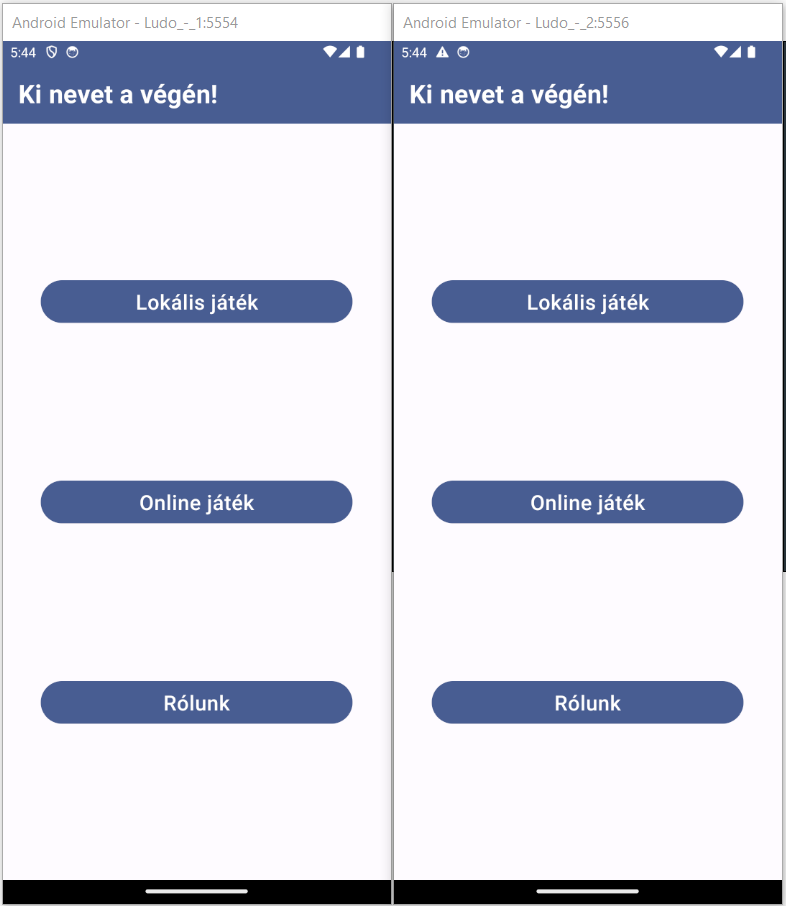 Android Emulator - Ludo_-_1:5554
5:44
Ki nevet a végén!
Lokális játék
Online játék
Rólunk
Android Emulator - Ludo_-_2:5556
5:44
Ki nevet a végén!
Lokális játék
Online játék
Rólunk